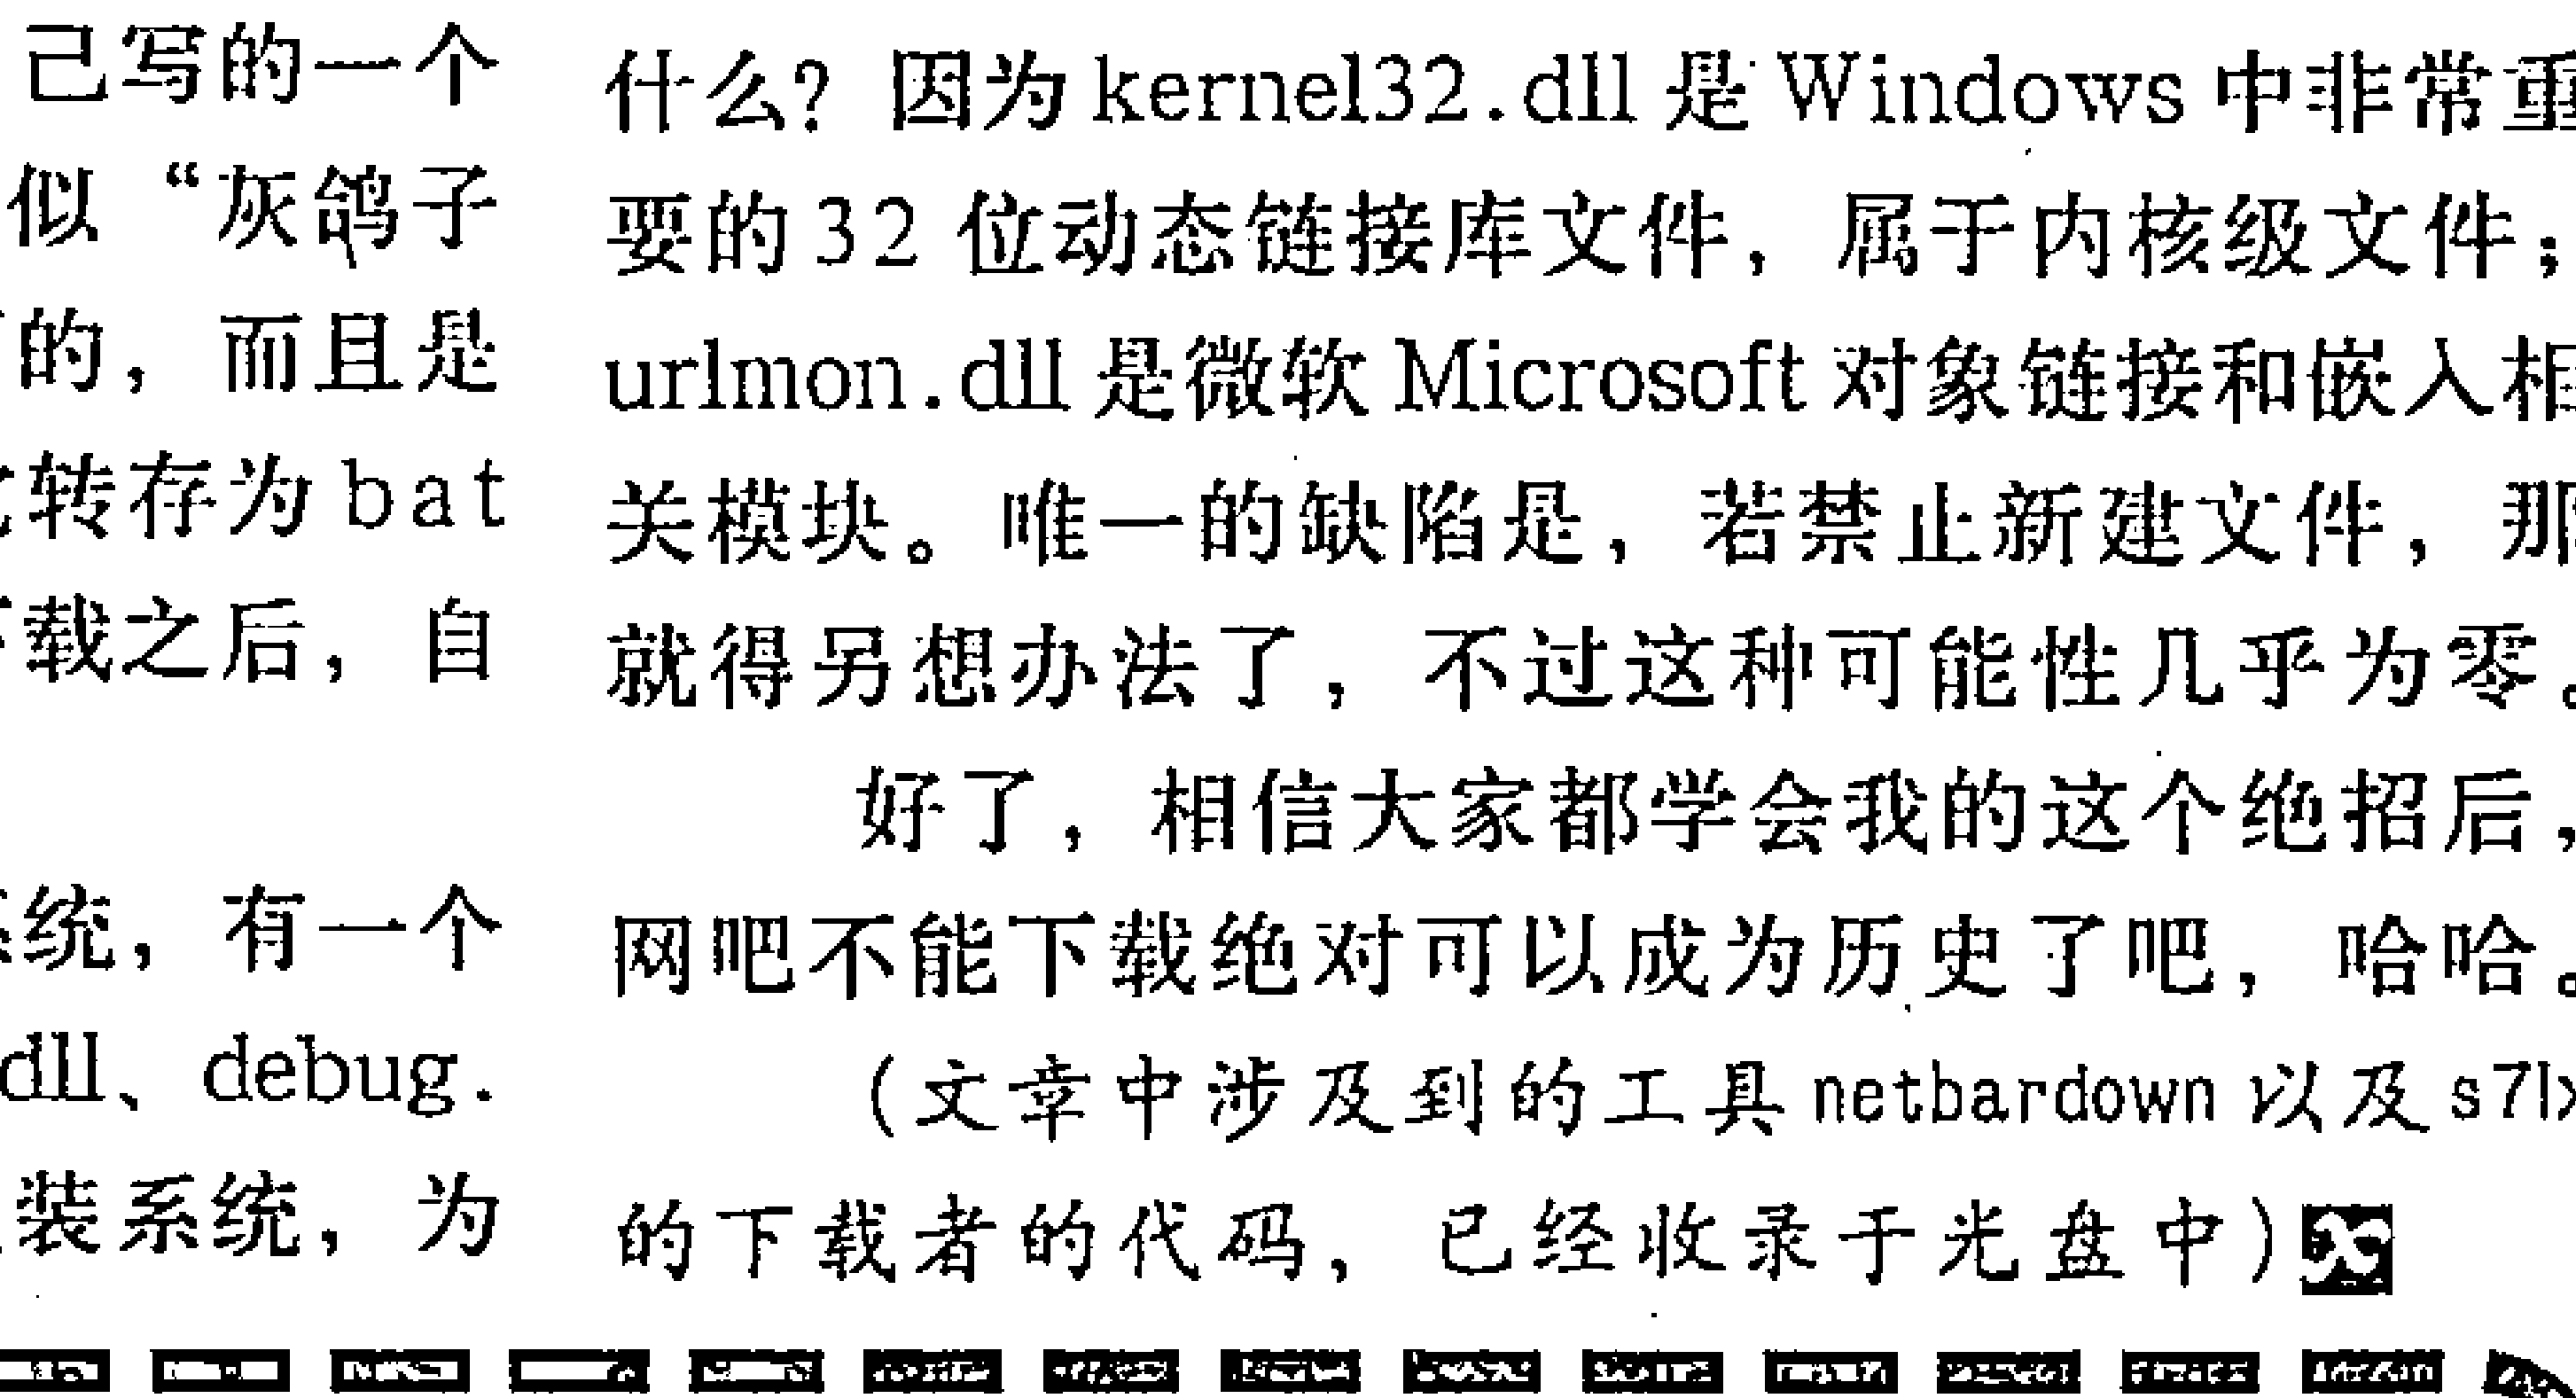 己写的一个
似“灰鸽子
的，而且是
转存为bat
载之后，自
统，有一个
dll、debug.
装系统，为
什么？因为kernel32.dll是Windows中非常重
要的32位动态链接库文件，属于内核级文件；
urlmon.dll是微软Microsoft对象链接和嵌入相
关模块。唯一的缺陷是，若禁止新建文件，那
就得另想办法了，不过这种可能性几乎为零。
好了，相信大家都学会我的这个绝招后，
网吧不能下载绝对可以成为历史了吧，哈哈。
（文章中涉及到的工具netbardown以及s7lx
的下载者的代码，已经收录于光盘中）